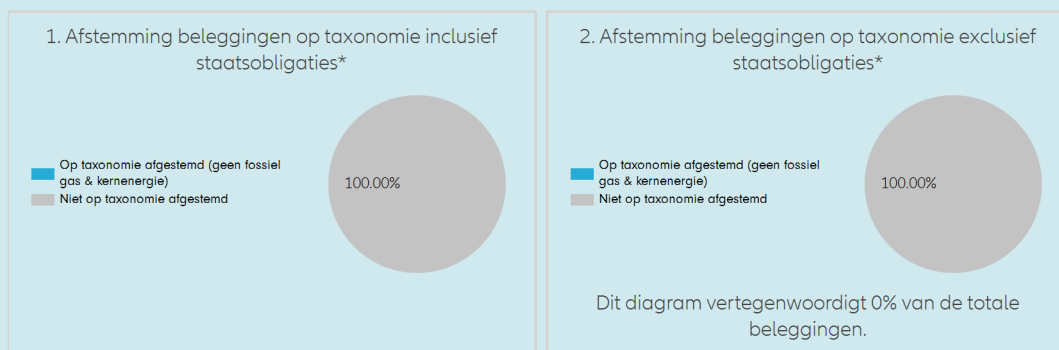 1. Afstemming beleggingen op taxonomie inclusief
staatsobligaties*
Op taxonomie afgestemd (geen fossiel
gas & kernenergie)
Niet op taxonomie afgestemd
100.00%
2. Afstemming beleggingen op taxonomie exclusief
staatsobligaties*
Op taxonomie afgestemd (geen fossiel
gas & kernenergie)
Niet op taxonomie afgestemd
100.00%
Dit diagram vertegenwoordigt 0% van de totale
beleggingen.